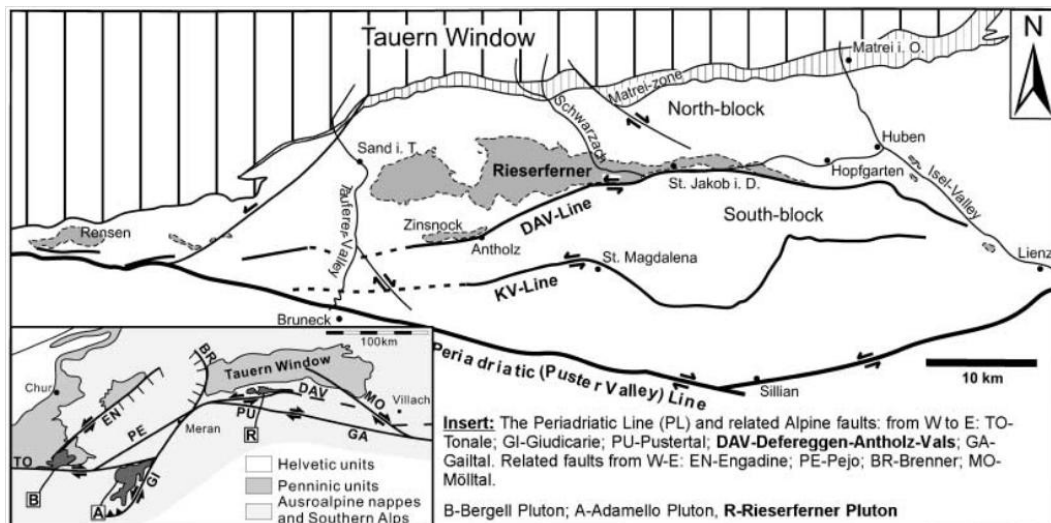 Tauern Window
N
Matrei i. O.
Matrei-zone
North-block
Schwarzach
Sand i. T.
Huben
Rieserferner
Hopfgarten
St. Jakob i. D.
Isel-Valley
DAV-Line
South-block
Rensen
Tauferer-Valley
Zinsnock
Antholz
St. Magdalena
Lienz
KV-Line
Bruneck
Periadriatic (Puster Valley) Line
Sillian
10 km
100km
BR
Tauern Window
Chur
EN
DAV
MO
Villach
PU
PE
Meran
R
GA
TO
GI
B
A
Helvetic units
Penninic units
Ausroalpine nappes
and Southern Alps
Insert: The Periadriatic Line (PL) and related Alpine faults: from W to E: TO-
Tonale; GI-Giudicarie; PU-Pustertal; DAV-Defereggen-Antholz-Vals; GA-
Gailtal. Related faults from W-E: EN-Engadine; PE-Pejo; BR-Brenner; MO-
Mölltal.
B-Bergell Pluton; A-Adamello Pluton, R-Rieserferner Pluton